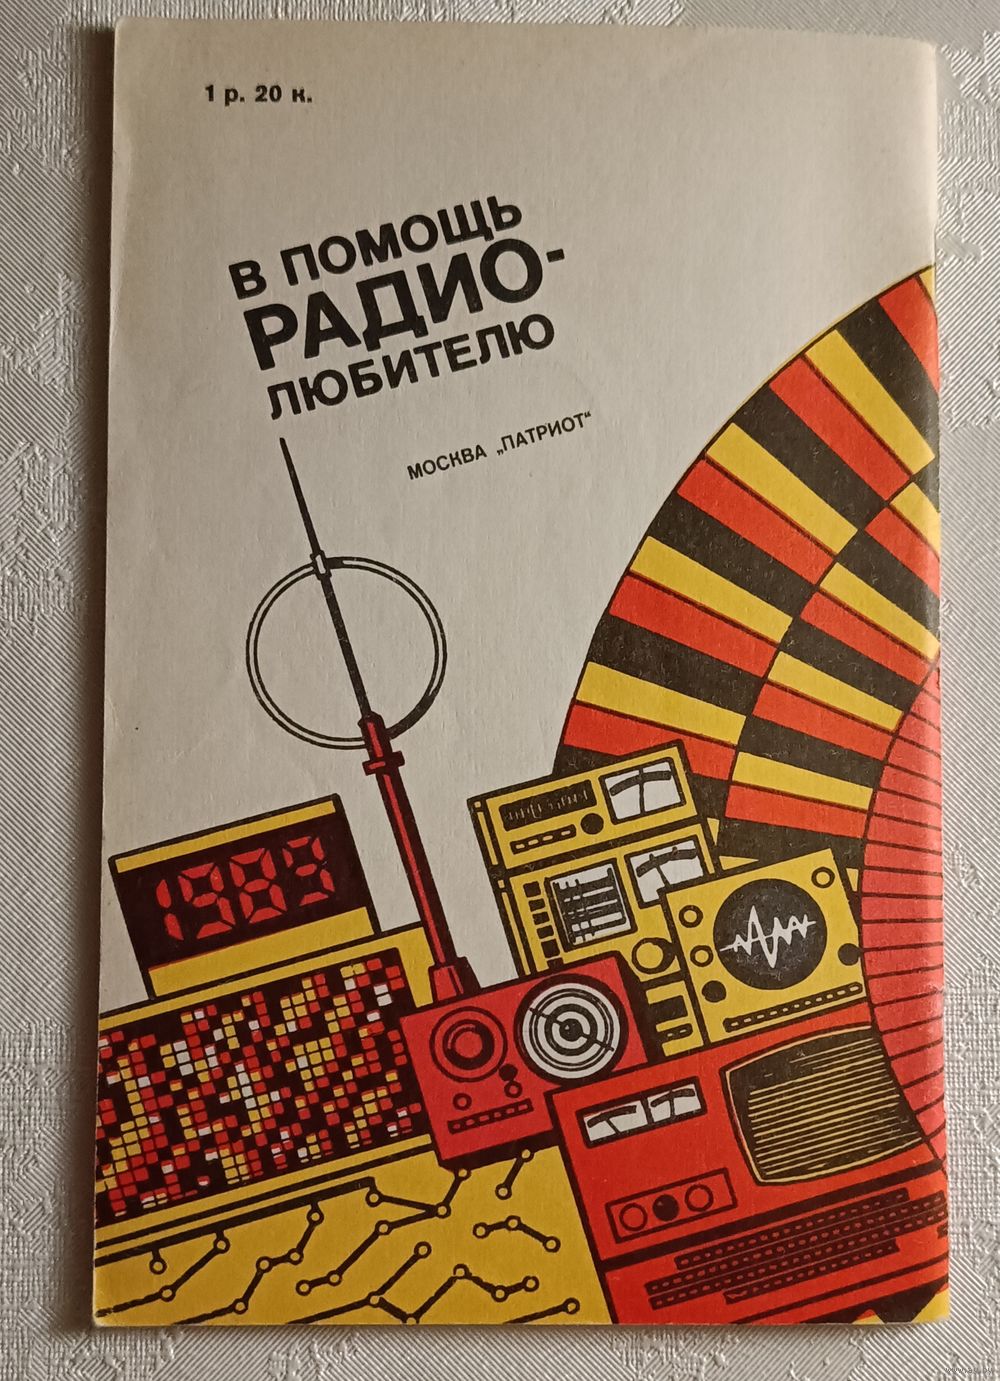 1 р. 20 к.
В ПОМОЩЬ
РАДИО-
ЛЮБИТЕЛЮ
МОСКВА „ПАТРИОТ“
1989